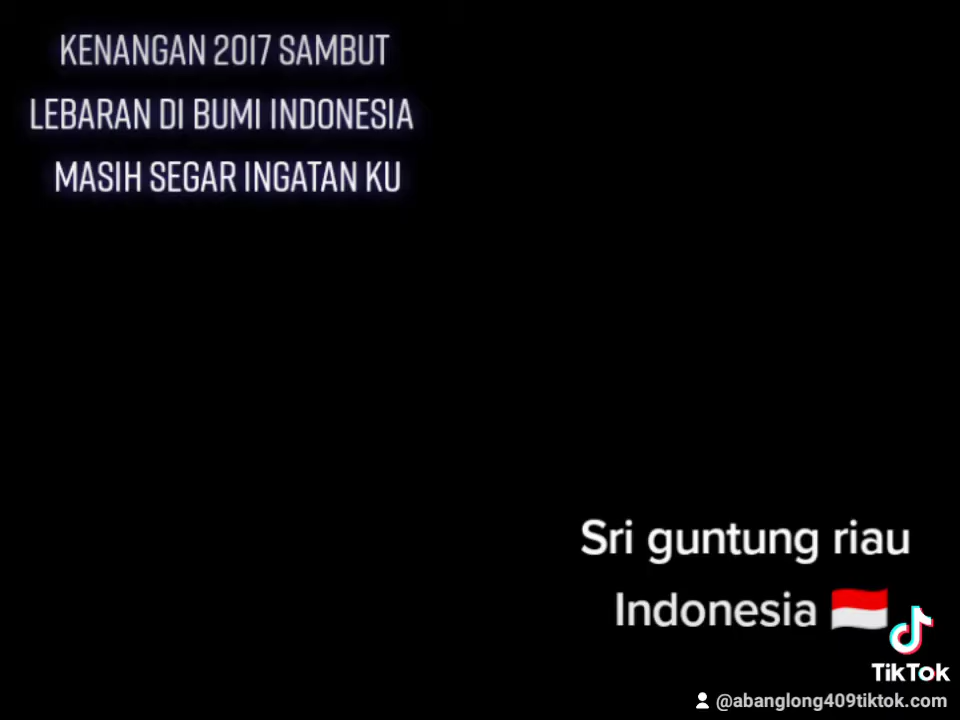 KENANGAN 2017 SAMBUT
LEBARAN DI BUMI INDONESIA
MASIH SEGAR INGATAN KU
Sri guntung riau
Indonesia 🇮🇩
TikTok
@abanglong409tiktok.com